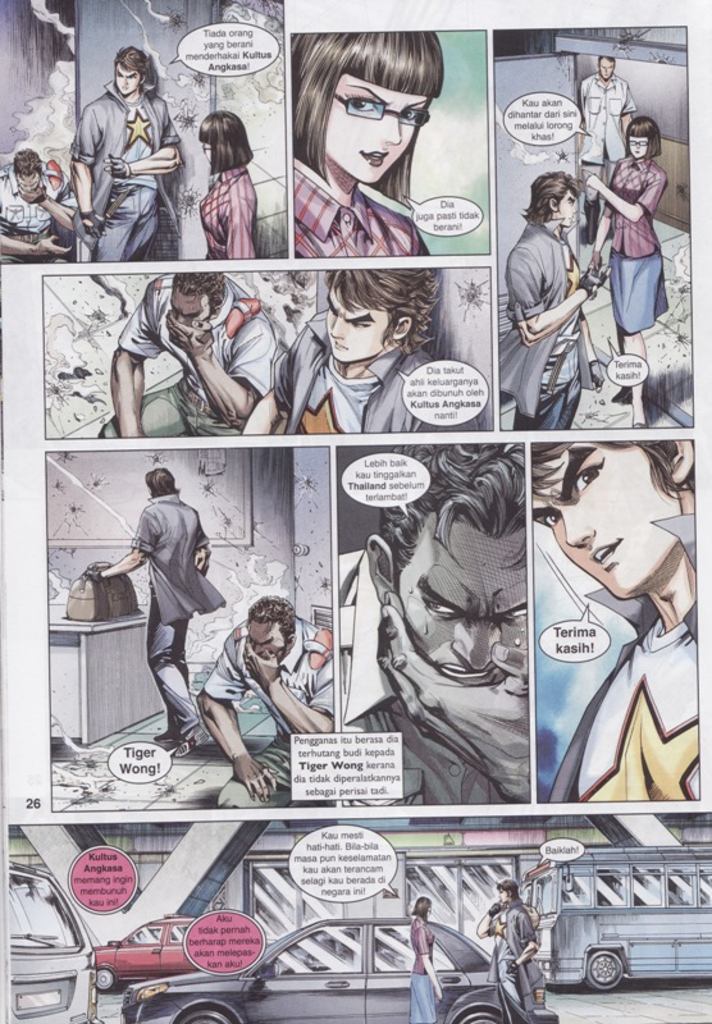 Tiada orang
yang berani
menderhakai Kultus
Angkasa!
Dia
juga pasti tidak
berani!
Kau akan
dihantar dari sini
melalui lorong
khas!
Terima
kasih!
Dia takut
ahli keluarganya
akan dibunuh oleh
Kultus Angkasa
nanti!
Tiger
Wong!
Pengganas itu berasa dia
terhutang budi kepada
Tiger Wong kerana
dia tidak diperalatkannya
sebagai perisai tadi.
Lebih baik
kau tinggalkan
Thailand sebelum
terlambat!
Terima
kasih!
26
Kultus
Angkasa
memang ingin
membunuh
kau ini!
Aku
tidak pernah
berharap mereka
akan melepas-
kan aku!
Kau mesti
hati-hati. Bila-bila
masa pun keselamatan
kau akan terancam
selagi kau berada di
negara ini!
Baiklah!